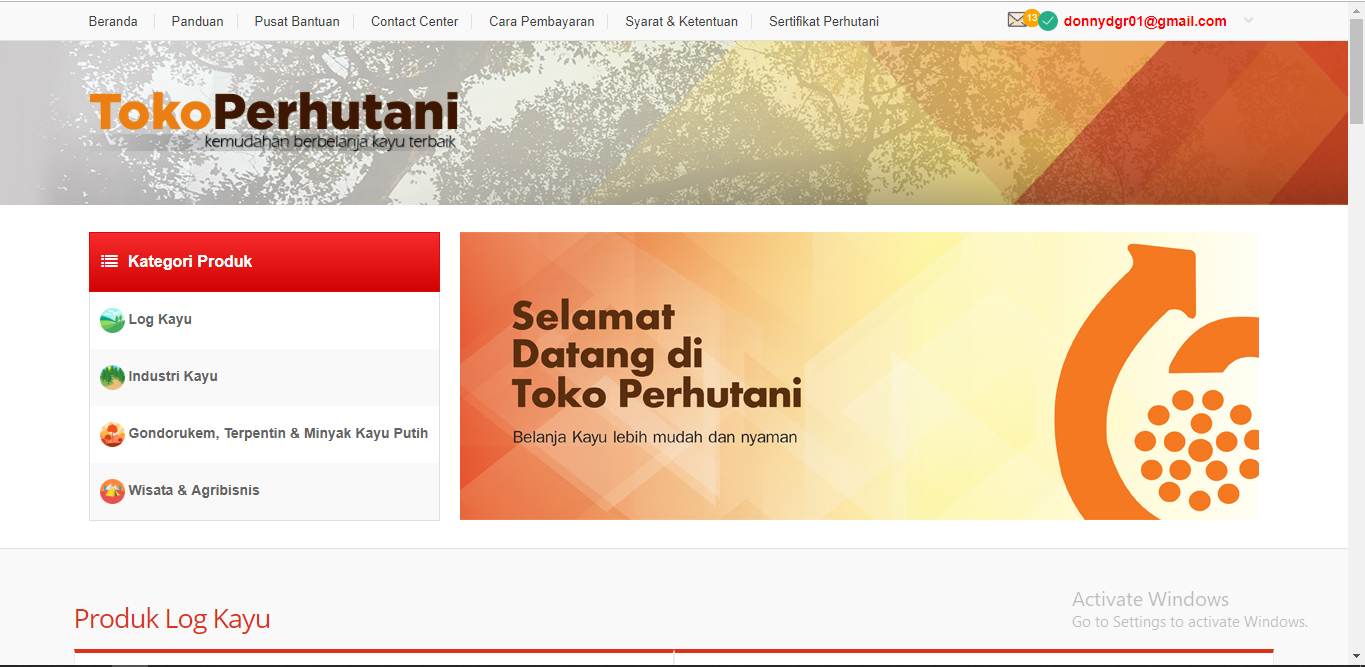 Beranda Panduan Pusat Bantuan Contact Center Cara Pembayaran Syarat & Ketentuan Sertifikat Perhutani 13 donnydgr01@gmail.com
TokoPerhutani
kemudahan berbelanja kayu terbaik
Kategori Produk
Log Kayu
Industri Kayu
Gondorukem, Terpentin & Minyak Kayu Putih
Wisata & Agribisnis
Selamat
Datang di
Toko Perhutani
Belanja Kayu lebih mudah dan nyaman
Produk Log Kayu
Activate Windows
Go to Settings to activate Windows.